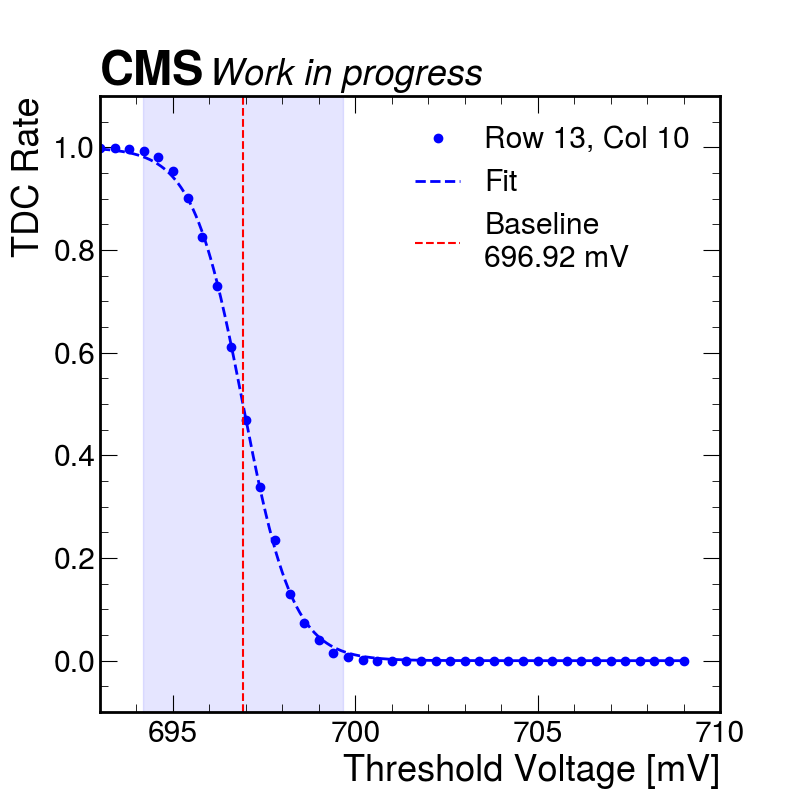 CMS Work in progress
TDC Rate
Row 13, Col 10
Fit
Baseline
696.92 mV
1.0
0.8
0.6
0.4
0.2
0.0
695 700 705 710
Threshold Voltage [mV]